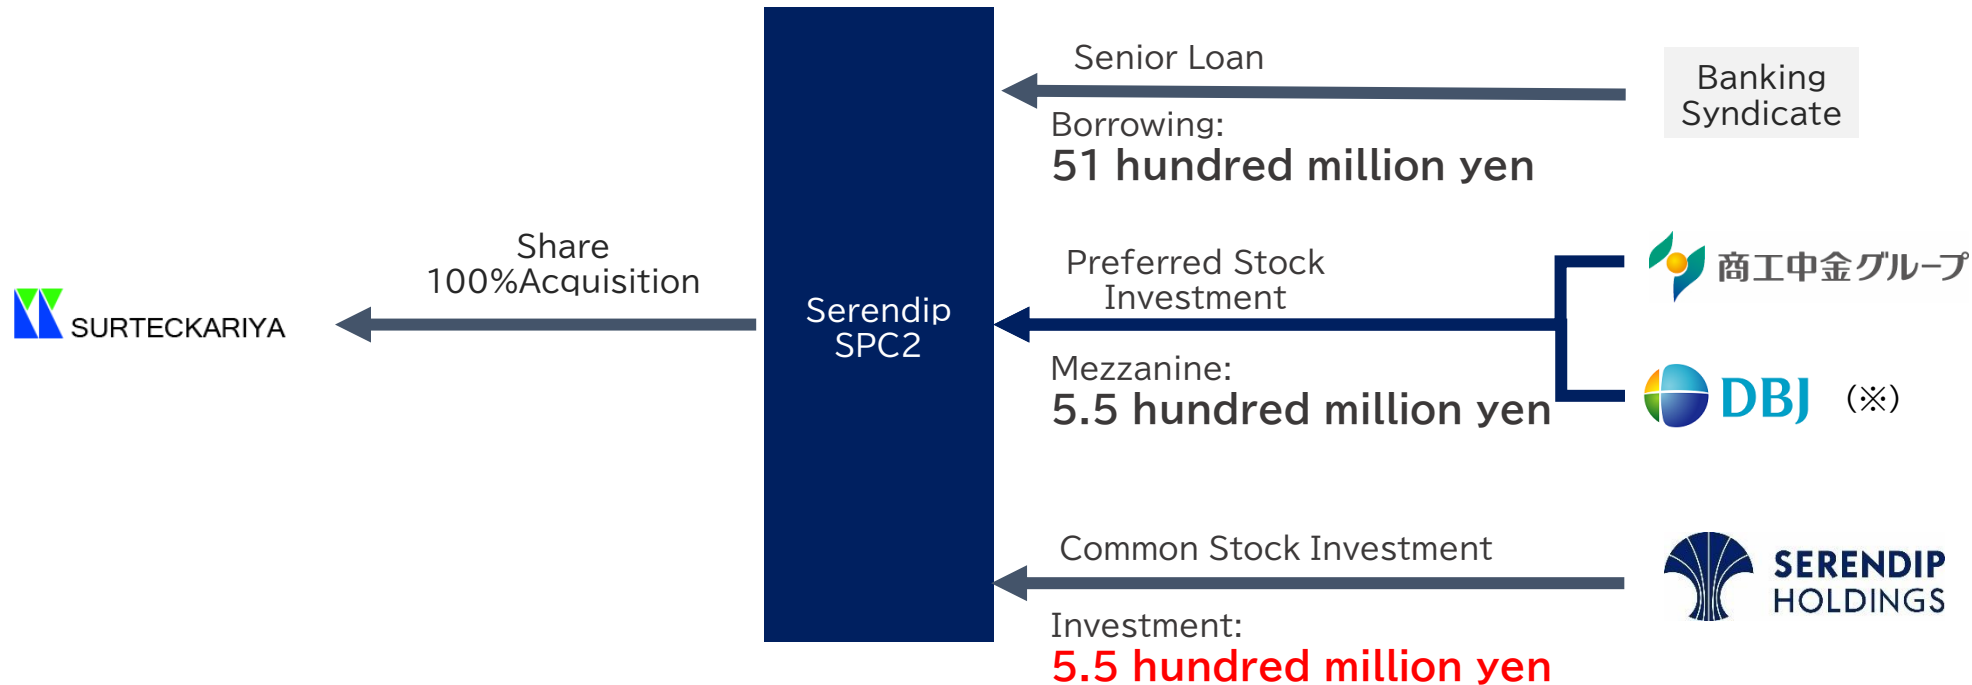 Senior Loan
Banking
Syndicate
Borrowing:
51 hundred million yen
Share
100%Acquisition
Preferred Stock
Investment
商工中金グループ
SURTECKARIYA
Serendip
SPC2
Mezzanine:
5.5 hundred million yen
DBJ (※)
Common Stock Investment
SERENDIP
HOLDINGS
Investment:
5.5 hundred million yen